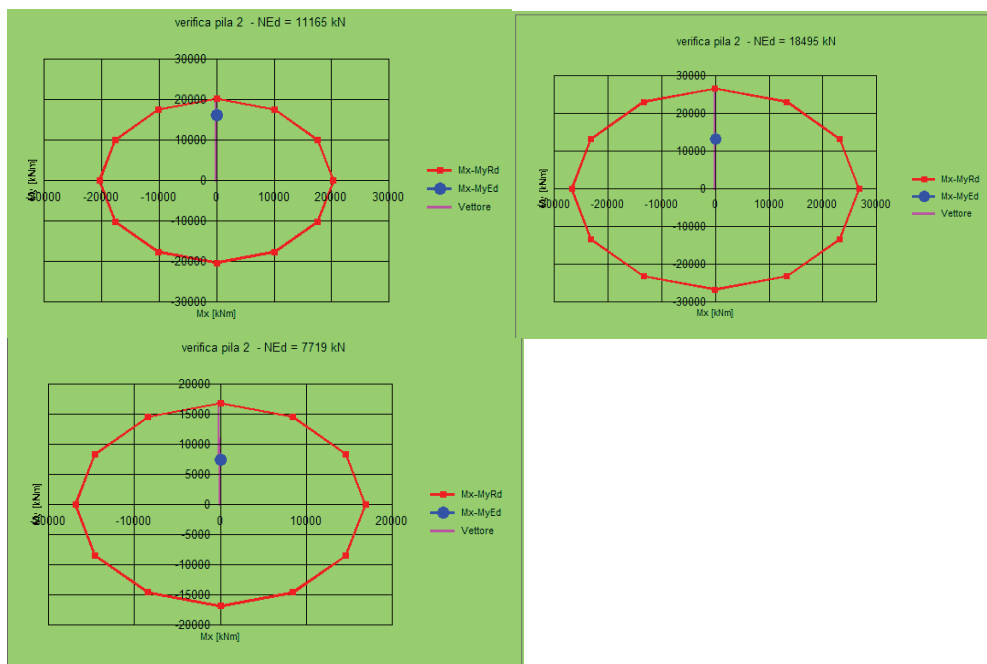 verifica pila 2 - NEd = 11165 kN
30000
20000
10000
0
-10000
-20000
-30000
-30000 -20000 -10000 0 10000 20000 30000
Mx [kNm]
Mx-MyRd
Mx-MyEd
Vettore
verifica pila 2 - NEd = 18495 kN
30000
20000
10000
0
-10000
-20000
-30000
-30000 -20000 -10000 0 10000 20000 30000
Mx [kNm]
Mx-MyRd
Mx-MyEd
Vettore
verifica pila 2 - NEd = 7719 kN
20000
15000
10000
5000
0
-5000
-10000
-15000
-20000
-20000 -10000 0 10000 20000
Mx [kNm]
Mx-MyRd
Mx-MyEd
Vettore